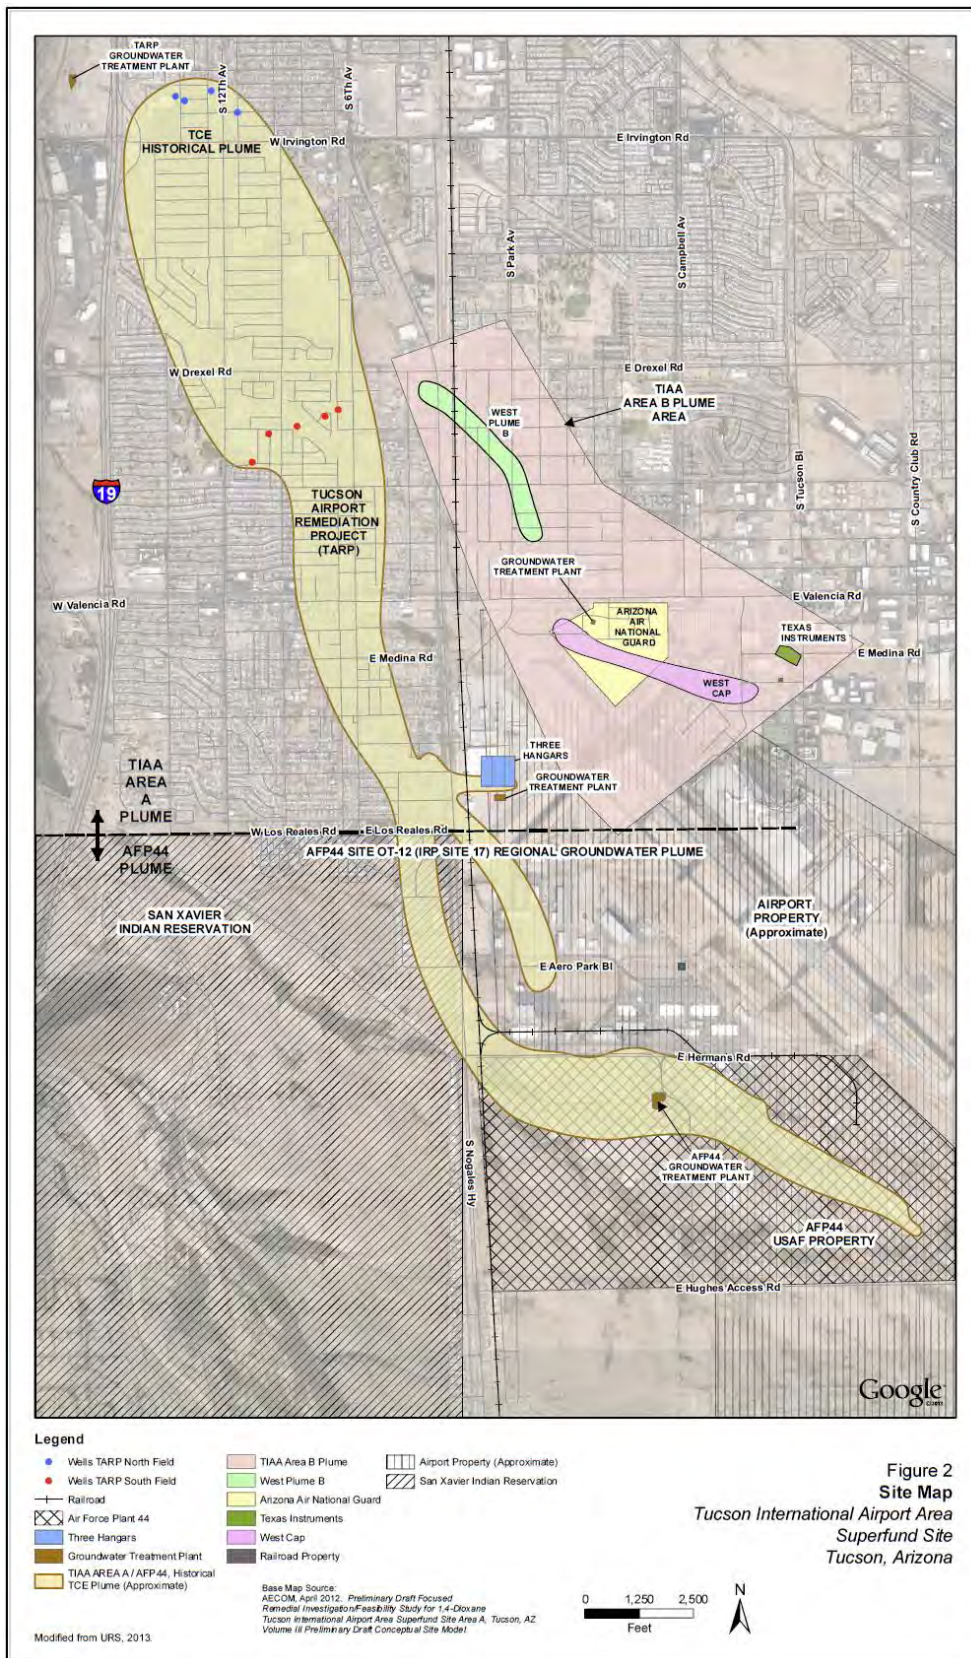 TARP
GROUNDWATER
TREATMENT PLANT
S 12Th Av
S 6Th Av
TCE
HISTORICAL PLUME
W Irvington Rd
E Irvington Rd
S Park Av
S Campbell Av
W Drexel Rd
E Drexel Rd
TIAA
AREA B PLUME
AREA
WEST
PLUME
B
S Tucson Bl
S Country Club Rd
19
TUCSON
AIRPORT
REMEDIATION
PROJECT
(TARP)
GROUNDWATER
TREATMENT PLANT
W Valencia Rd
E Valencia Rd
ARIZONA
AIR
NATIONAL
GUARD
TEXAS
INSTRUMENTS
E Medina Rd
E Medina Rd
WEST
CAP
THREE
HANGARS
GROUNDWATER
TREATMENT PLANT
TIAA
AREA
A
PLUME
W Los Reales Rd
E Los Reales Rd
AFP44
PLUME
AFP44 SITE OT-12 (IRP SITE 17) REGIONAL GROUNDWATER PLUME
SAN XAVIER
INDIAN RESERVATION
AIRPORT
PROPERTY
(Approximate)
E Aero Park Bl
E Hermans Rd
S Nogales Hy
AFP44
GROUNDWATER
TREATMENT PLANT
AFP44
USAF PROPERTY
E Hughes Access Rd
Google
©2013
Legend
Wells TARP North Field
Wells TARP South Field
Railroad
Air Force Plant 44
Three Hangars
Groundwater Treatment Plant
TIAA AREA A / AFP44, Historical
TCE Plume (Approximate)
TIAA Area B Plume
West Plume B
Arizona Air National Guard
Texas Instruments
West Cap
Railroad Property
Airport Property (Approximate)
San Xavier Indian Reservation
Base Map Source:
AECOM, April 2012. Preliminary Draft Focused
Remedial Investigation/Feasibility Study for 1,4-Dioxane
Tucson International Airport Area Superfund Site Area A, Tucson, AZ
Volume III Preliminary Draft Conceptual Site Model
Modified from URS, 2013.
0 1,250 2,500
Feet
N
Figure 2
Site Map
Tucson International Airport Area
Superfund Site
Tucson, Arizona